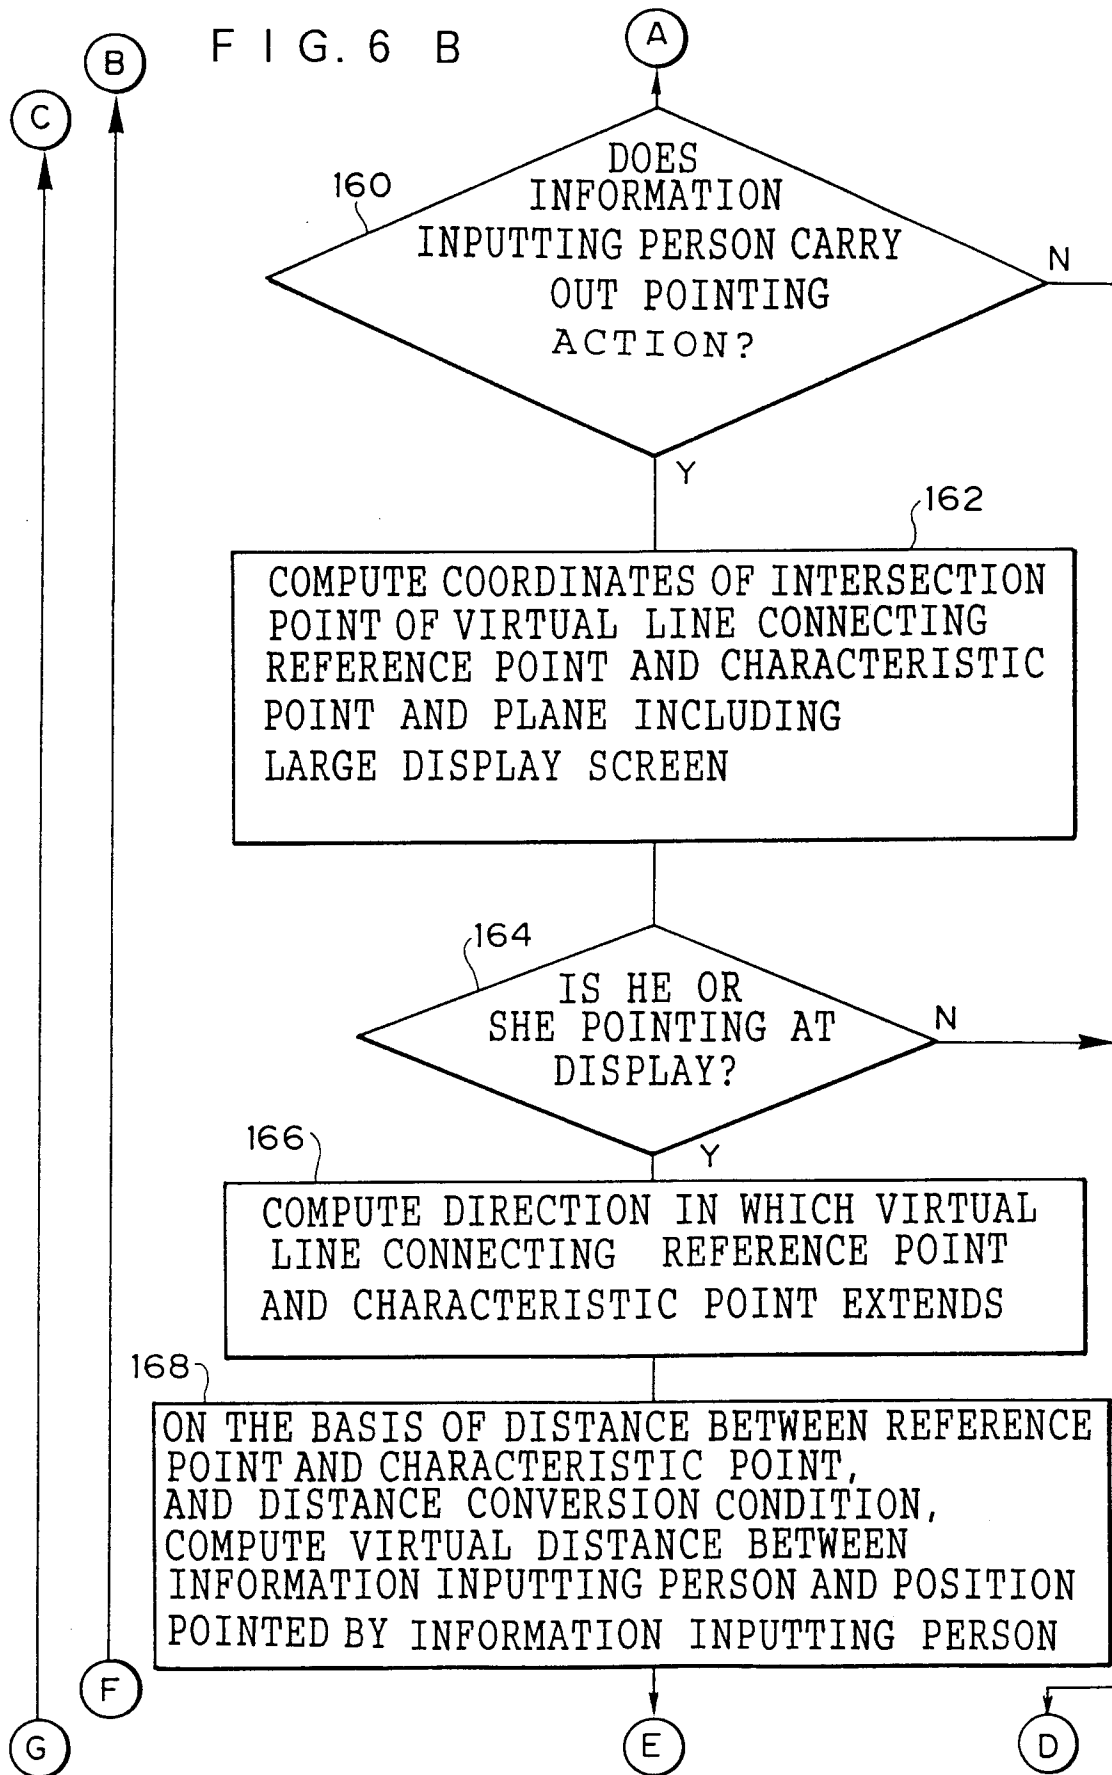 FIG. 6 B
A
B
C
160
DOES
INFORMATION
INPUTTING PERSON CARRY
OUT POINTING
ACTION?
N
Y
162
COMPUTE COORDINATES OF INTERSECTION
POINT OF VIRTUAL LINE CONNECTING
REFERENCE POINT AND CHARACTERISTIC
POINT AND PLANE INCLUDING
LARGE DISPLAY SCREEN
164
IS HE OR
SHE POINTING AT
DISPLAY?
N
Y
166
COMPUTE DIRECTION IN WHICH VIRTUAL
LINE CONNECTING REFERENCE POINT
AND CHARACTERISTIC POINT EXTENDS
168
ON THE BASIS OF DISTANCE BETWEEN REFERENCE
POINT AND CHARACTERISTIC POINT,
AND DISTANCE CONVERSION CONDITION,
COMPUTE VIRTUAL DISTANCE BETWEEN
INFORMATION INPUTTING PERSON AND POSITION
POINTED BY INFORMATION INPUTTING PERSON
F
G
E
D